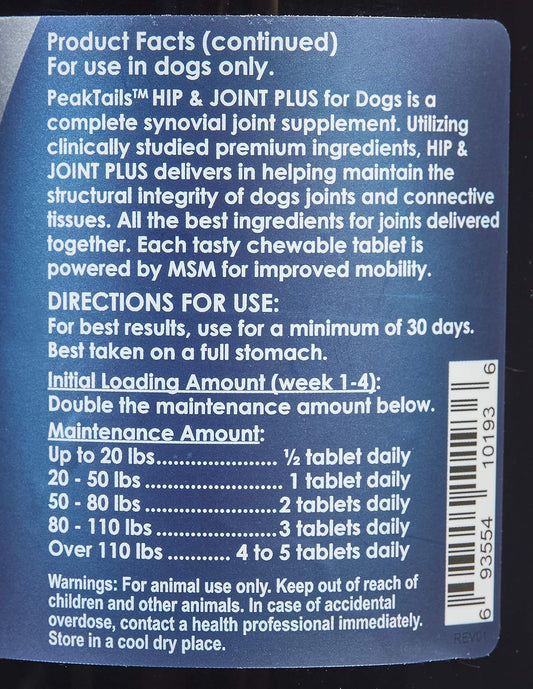 Product Facts (continued)
For use in dogs only.
PeakTails™ HIP & JOINT PLUS for Dogs is a
complete synovial joint supplement. Utilizing
clinically studied premium ingredients, HIP &
JOINT PLUS delivers in helping maintain the
structural integrity of dogs joints and connective
tissues. All the best ingredients for joints delivered
together. Each tasty chewable tablet is
powered by MSM for improved mobility.
DIRECTIONS FOR USE:
For best results, use for a minimum of 30 days.
Best taken on a full stomach.
Initial Loading Amount (week 1-4):
Double the maintenance amount below.
Maintenance Amount:
Up to 20 lbs....................... ½ tablet daily
20 - 50 lbs......................... 1 tablet daily
50 - 80 lbs ........................2 tablets daily
80 - 110 lbs ......................3 tablets daily
Over 110 lbs ........... 4 to 5 tablets daily
Warnings: For animal use only. Keep out of reach of
children and other animals. In case of accidental
overdose, contact a health professional immediately.
Store in a cool dry place.
6 93554 10193 6
REV01